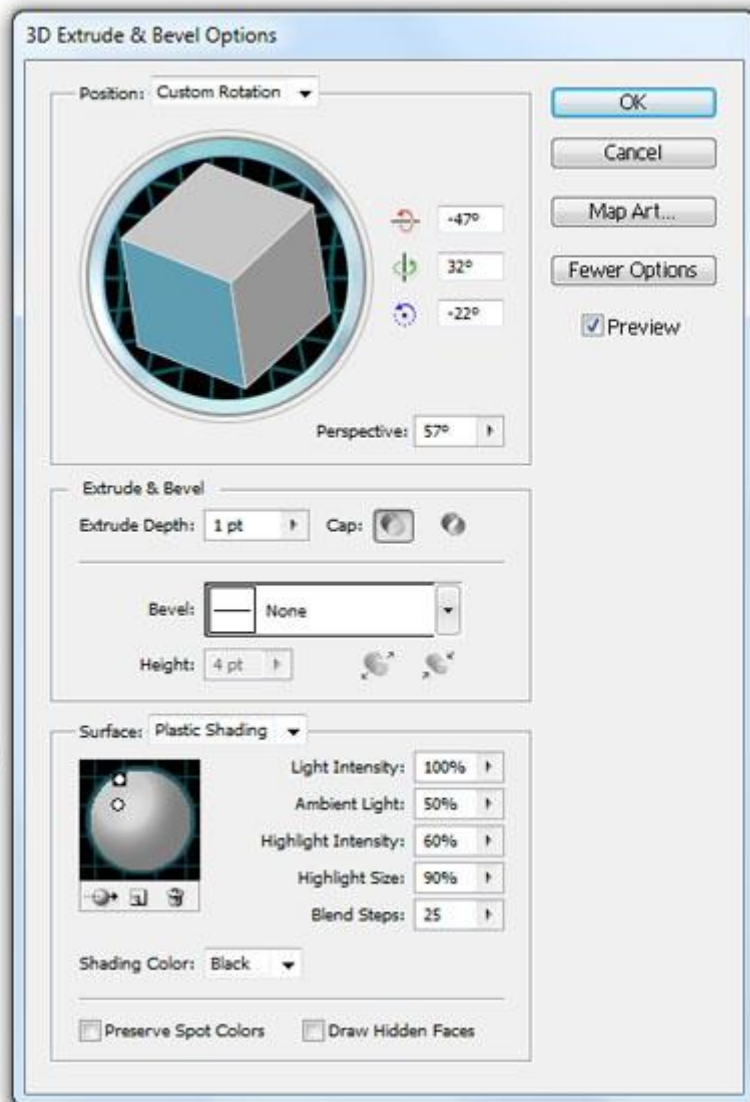 3D Extrude & Bevel Options
Position: Custom Rotation
OK
Cancel
Map Art...
Fewer Options
Preview
-47°
32°
-22°
Perspective: 57°
Extrude & Bevel
Extrude Depth: 1 pt Cap:
Bevel: None
Height: 4 pt
Surface: Plastic Shading
Light Intensity: 100%
Ambient Light: 50%
Highlight Intensity: 60%
Highlight Size: 90%
Blend Steps: 25
Shading Color: Black
Preserve Spot Colors Draw Hidden Faces